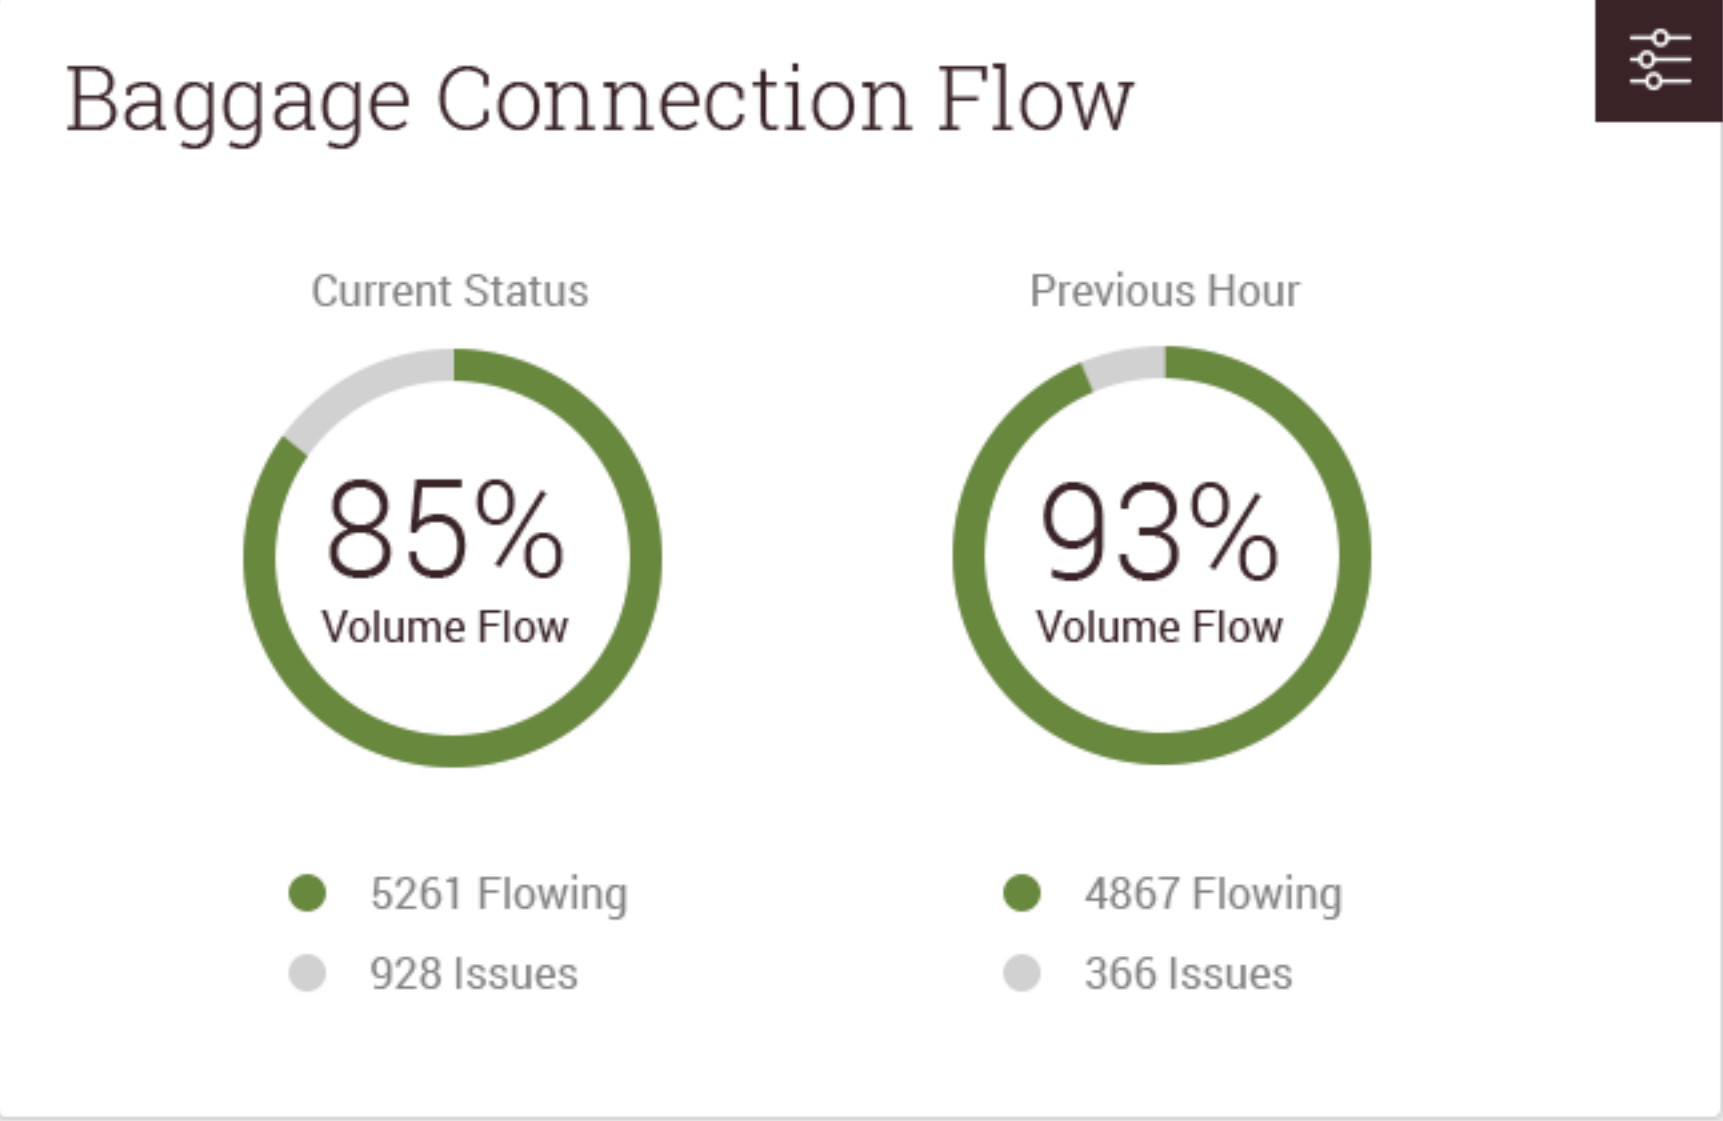 Baggage Connection Flow
Current Status
85%
Volume Flow
5261 Flowing
928 Issues
Previous Hour
93%
Volume Flow
4867 Flowing
366 Issues